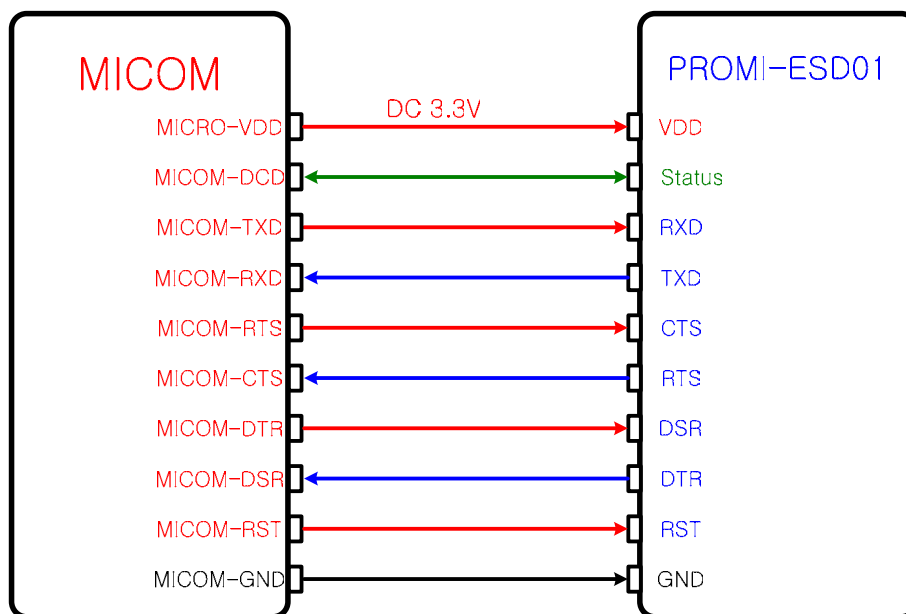 MICOM
PROMI-ESD01
DC 3.3V
MICRO-VDD
VDD
MICOM-DCD
Status
MICOM-TXD
RXD
MICOM-RXD
TXD
MICOM-RTS
CTS
MICOM-CTS
RTS
MICOM-DTR
DSR
MICOM-DSR
DTR
MICOM-RST
RST
MICOM-GND
GND